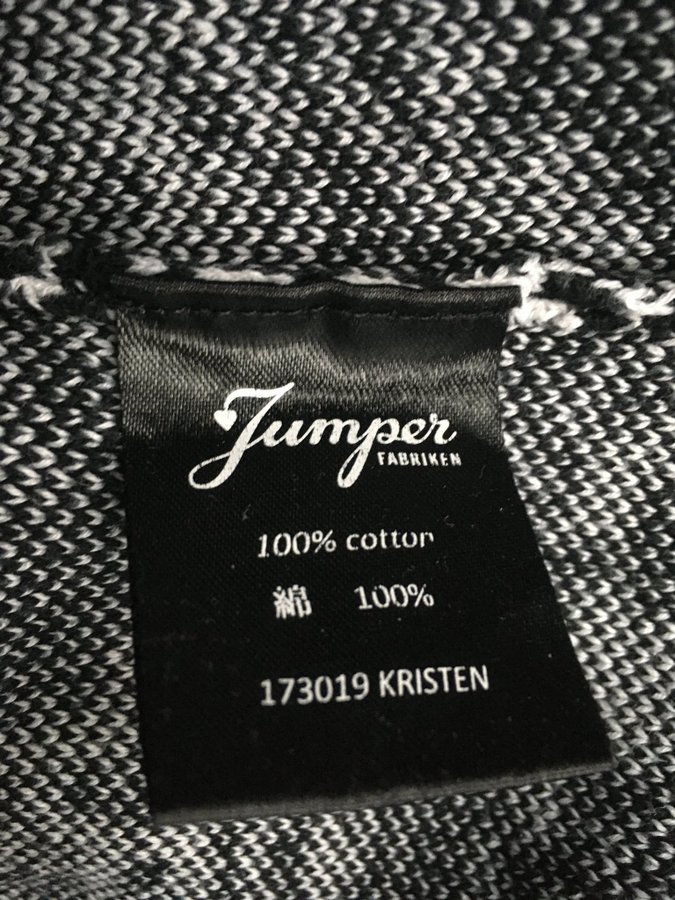 Jumper
FABRIKEN
100% cotton
綿 100%
173019 KRISTEN